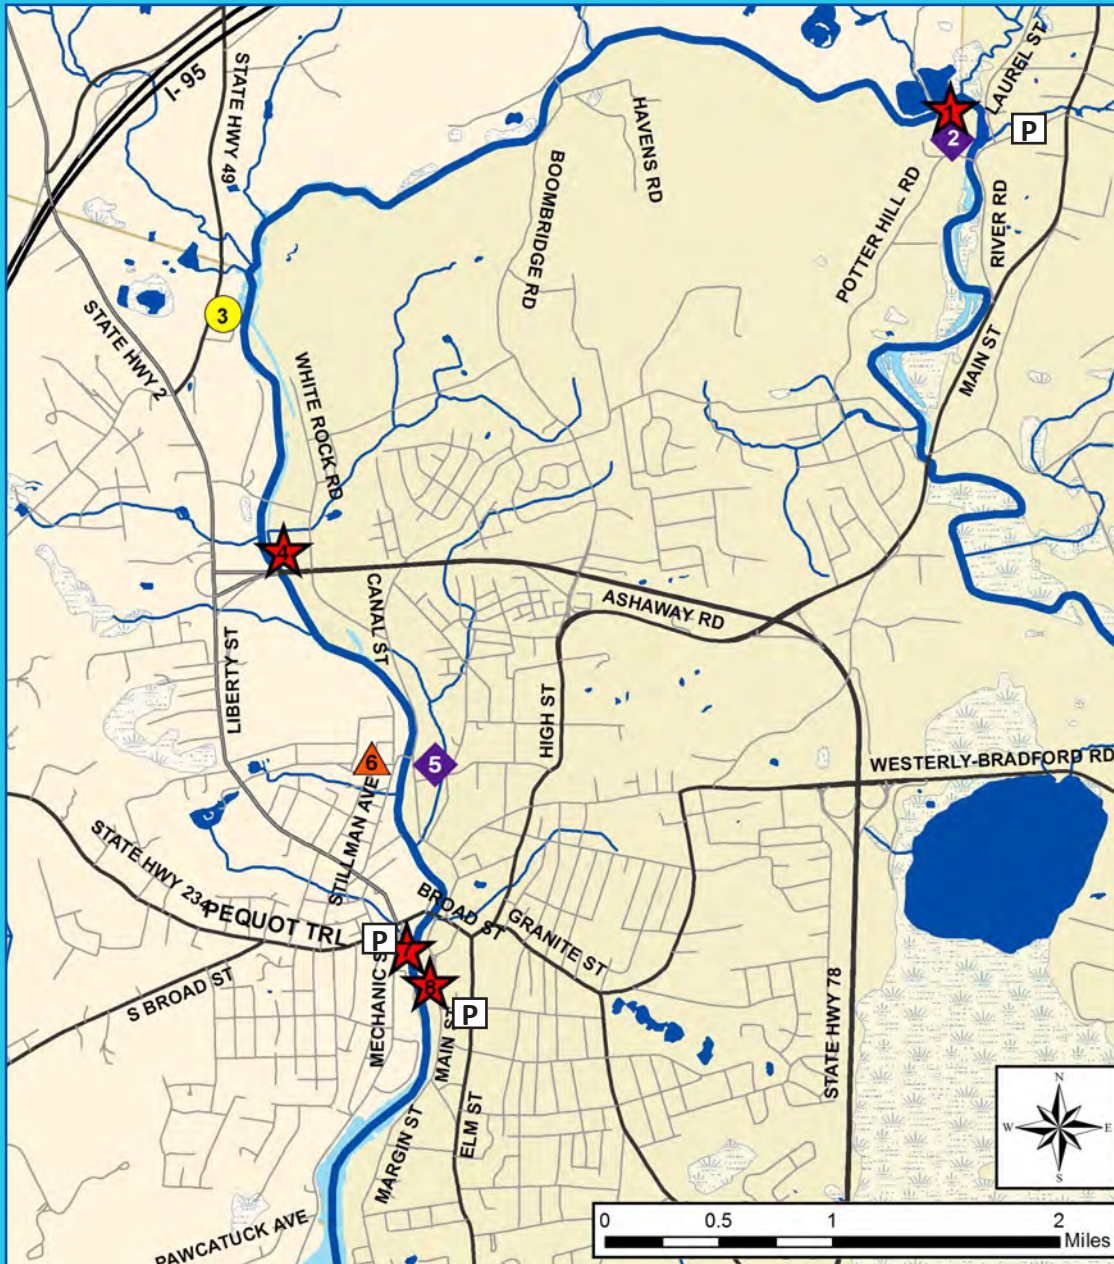 I- 95
STATE HWY 49
HAVENS RD
BOOMBRIDGE RD
LAUREL ST
1
P
2
POTTER HILL RD
RIVER RD
MAIN ST
3
STATE HWY 2
WHITE ROCK RD
4
CANAL ST
ASHAWAY RD
LIBERTY ST
HIGH ST
WESTERLY-BRADFORD RD
6
5
STILLMAN AVE
STATE HWY 234
PEQUOT TRL
BROAD ST
GRANITE ST
P
7
8
P
S BROAD ST
MECHANIC S
MAIN S
STATE HWY 78
ELM ST
MARGIN ST
PAWCATUCK AVE
N
W
E
S
0 0.5 1 2
Miles